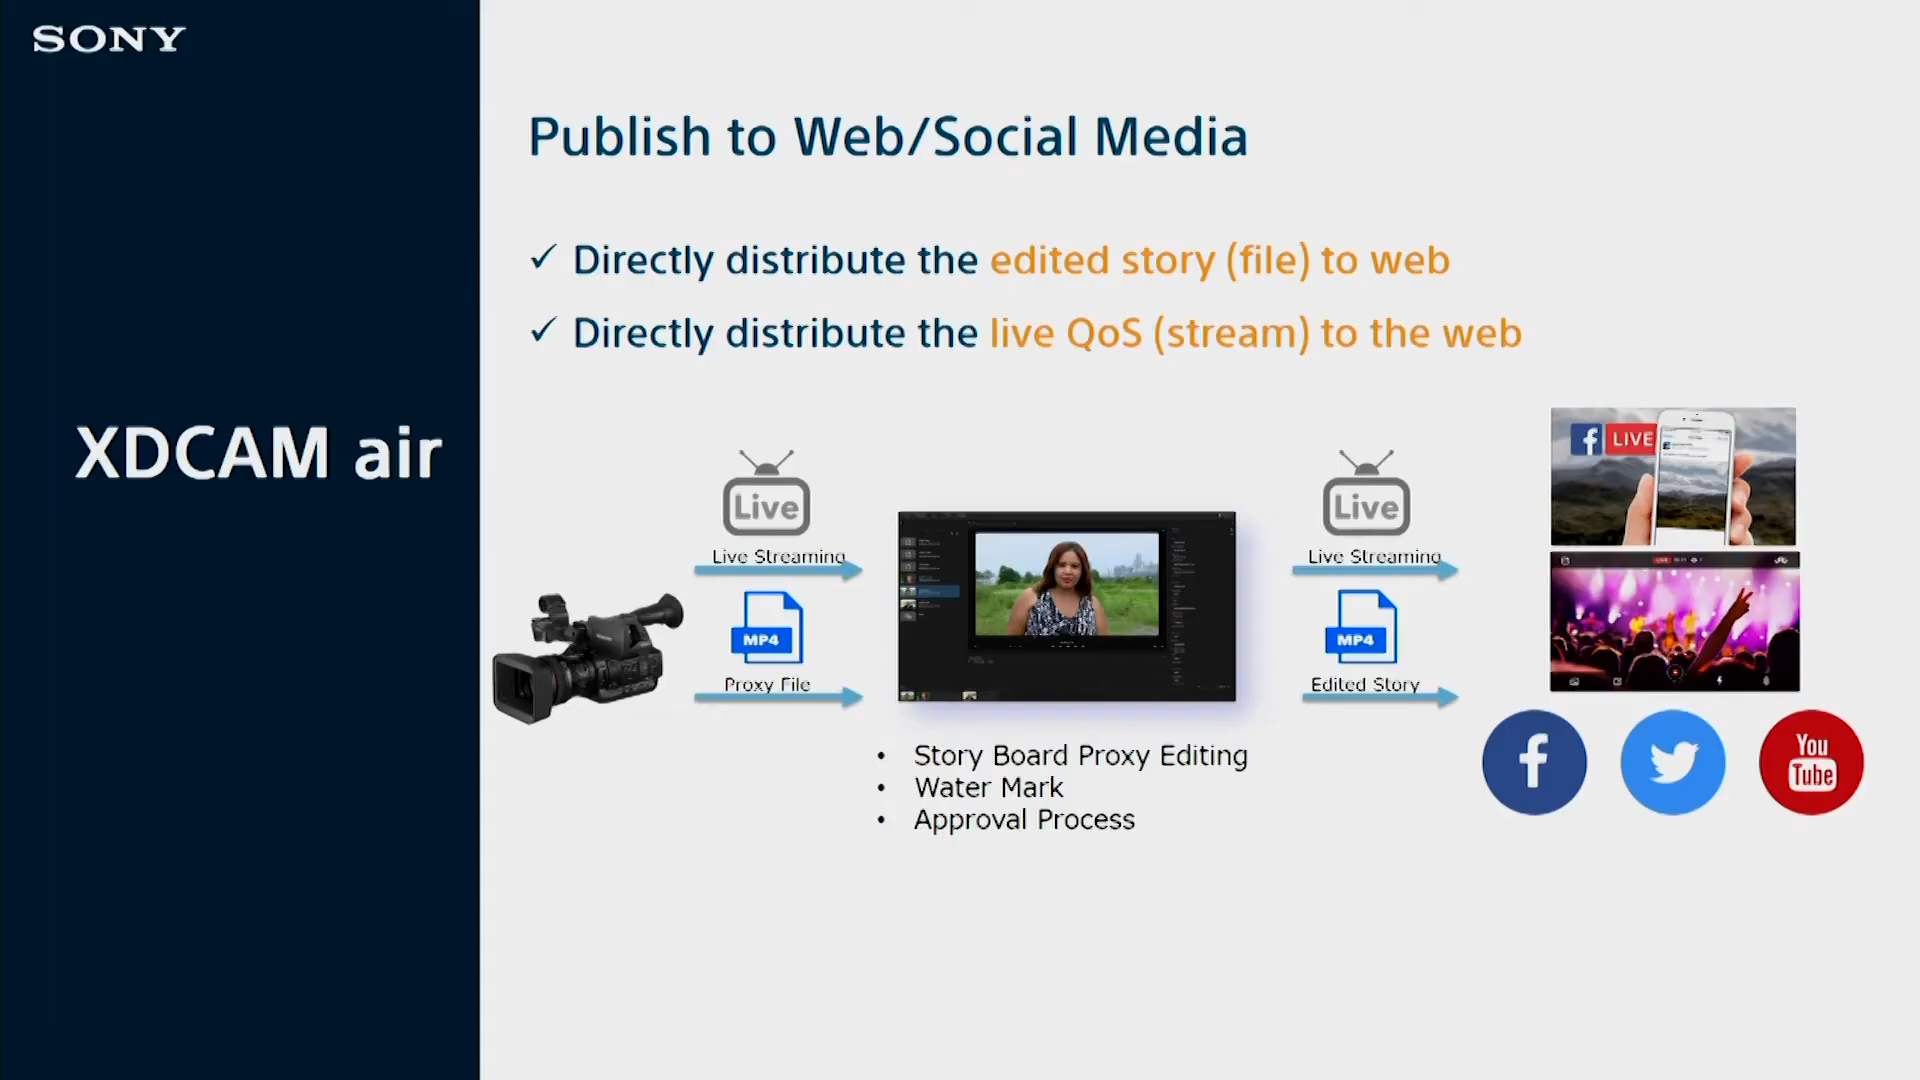 SONY
XDCAM air
Publish to Web/Social Media
✓ Directly distribute the edited story (file) to web
✓ Directly distribute the live QoS (stream) to the web
Live
Live Streaming
MP4
Proxy File
• Story Board Proxy Editing
• Water Mark
• Approval Process
Live
Live Streaming
MP4
Edited Story
f LIVE
LIVE
f
You
Tube